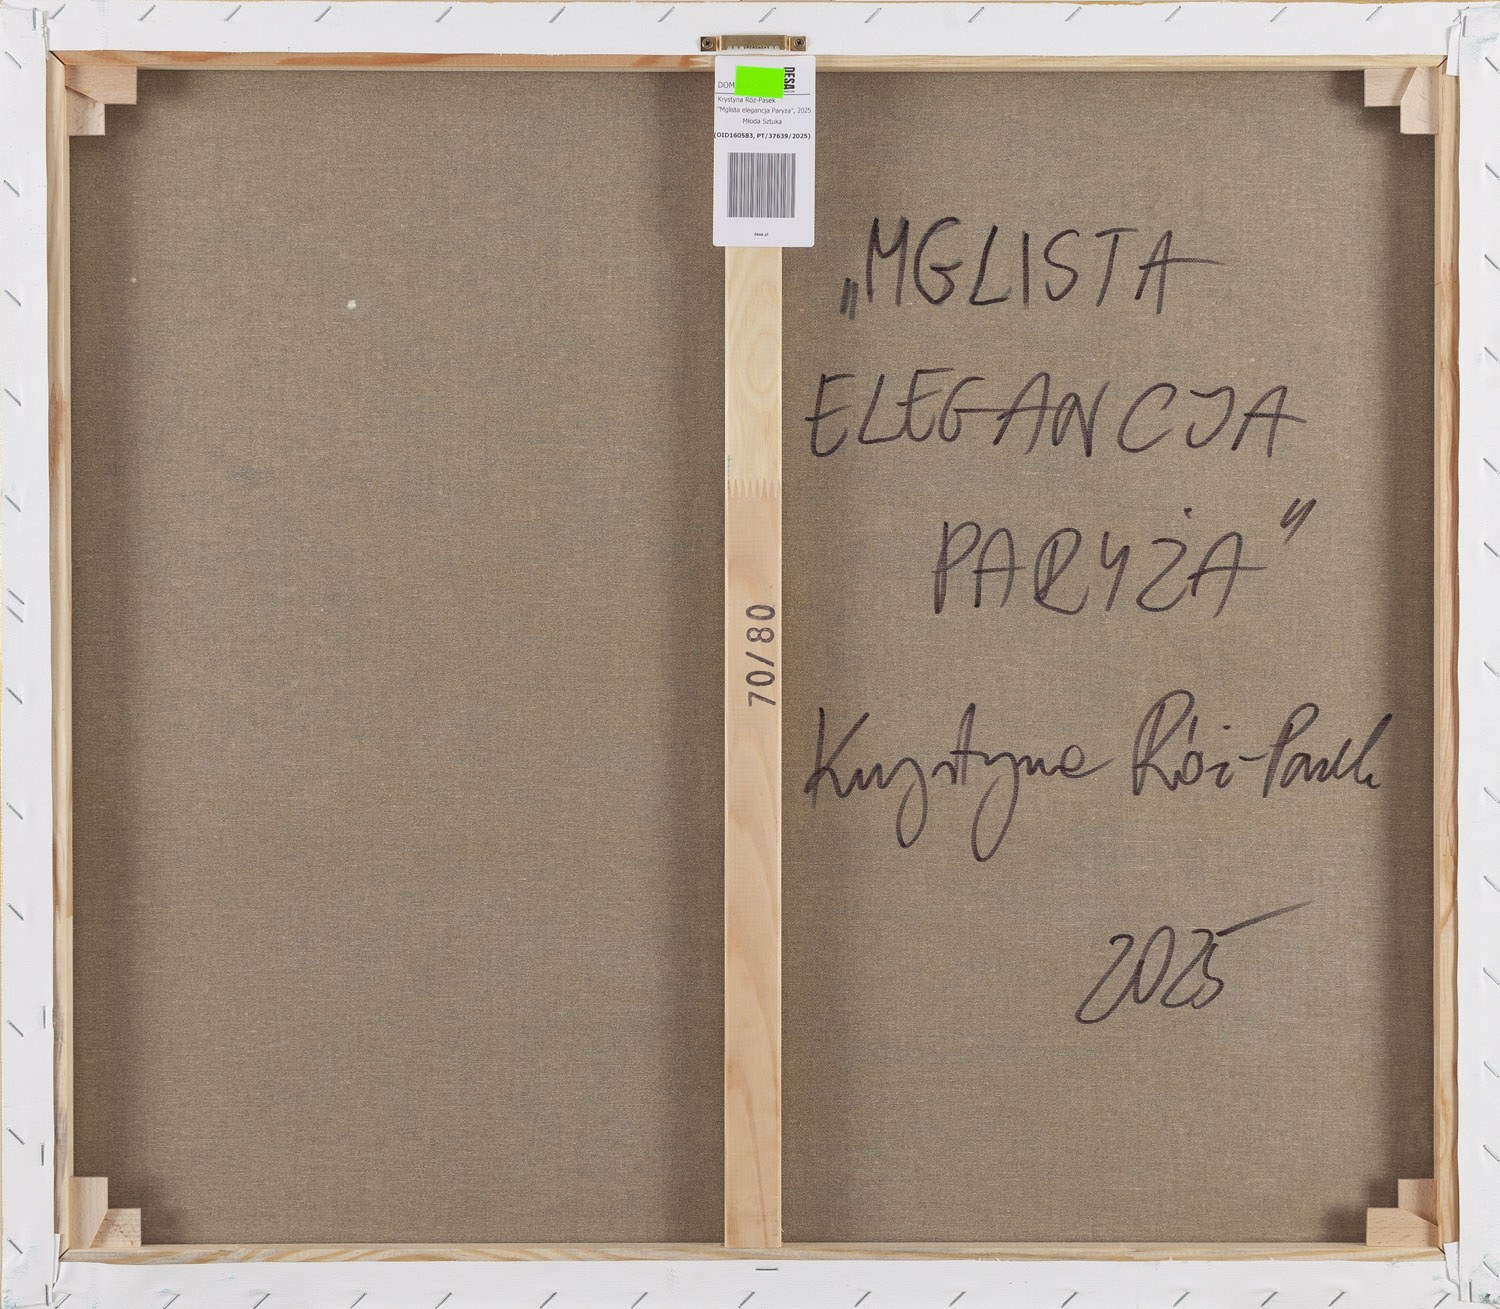 DOM
DESA
Krystyna Róż-Pasek
"Mglista elegancja Paryża", 2025
Młoda Sztuka
(OID160583, PT/37639/2025)
desa.pl
„MGLISTA
ELEGANCJA
PARYŻA”
Krystyna Róż-Pasek
2025
70/80